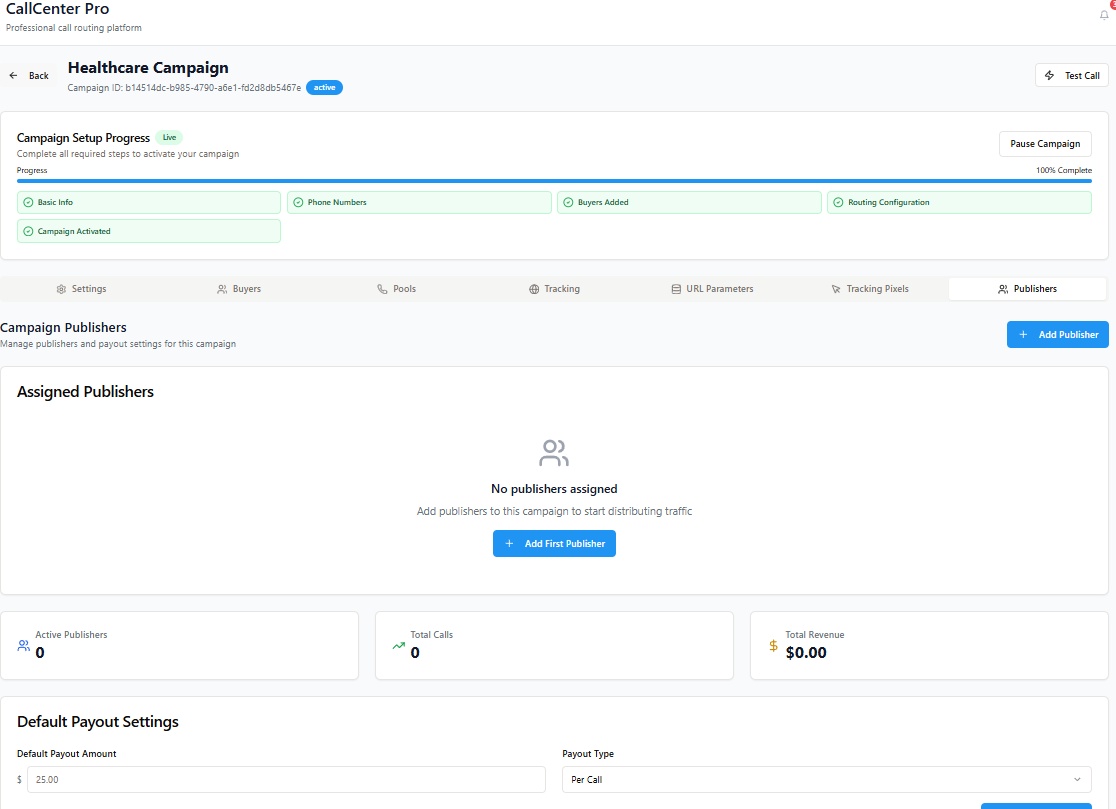 CallCenter Pro
Professional call routing platform
Back
Healthcare Campaign
Campaign ID: b14514dc-b985-4790-a6e1-fd2d8db5467e active
Test Call
Campaign Setup Progress Live
Complete all required steps to activate your campaign
Pause Campaign
Progress 100% Complete
Basic Info Phone Numbers Buyers Added Routing Configuration
Campaign Activated
Settings Buyers Pools Tracking URL Parameters Tracking Pixels Publishers
Campaign Publishers
Manage publishers and payout settings for this campaign
+ Add Publisher
Assigned Publishers
No publishers assigned
Add publishers to this campaign to start distributing traffic
+ Add First Publisher
Active Publishers Total Calls Total Revenue
0 0 $0.00
Default Payout Settings
Default Payout Amount Payout Type
$ 25.00 Per Call